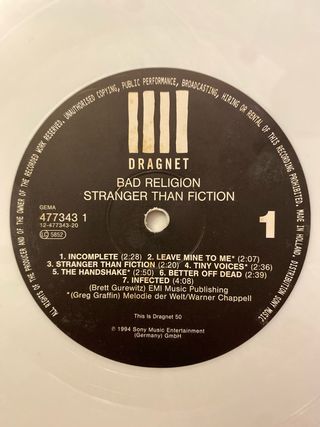 ALL RIGHTS OF THE PRODUCER AND OF THE OWNER OF THE RECORDED WORK RESERVED. UNAUTHORISED COPYING, PUBLIC PERFORMANCE, BROADCASTING, HIRING OR RENTING OF THIS RECORD PROHIBITED. MADE IN HOLLAND. DISTRIBUTION SONY MUSIC
DRAGNET
BAD RELIGION
STRANGER THAN FICTION
GEMA
477343 1
12-477343-20
LC 5852
1
1. INCOMPLETE (2:28) 2. LEAVE MINE TO ME* (2:07)
3. STRANGER THAN FICTION (2:20) 4. TINY VOICES* (2:36)
5. THE HANDSHAKE* (2:50) 6. BETTER OFF DEAD (2:39)
7. INFECTED (4:08)
(Brett Gurewitz) EMI Music Publishing
*(Greg Graffin) Melodie der Welt/Warner Chappell
This Is Dragnet 50
℗ 1994 Sony Music Entertainment
(Germany) GmbH